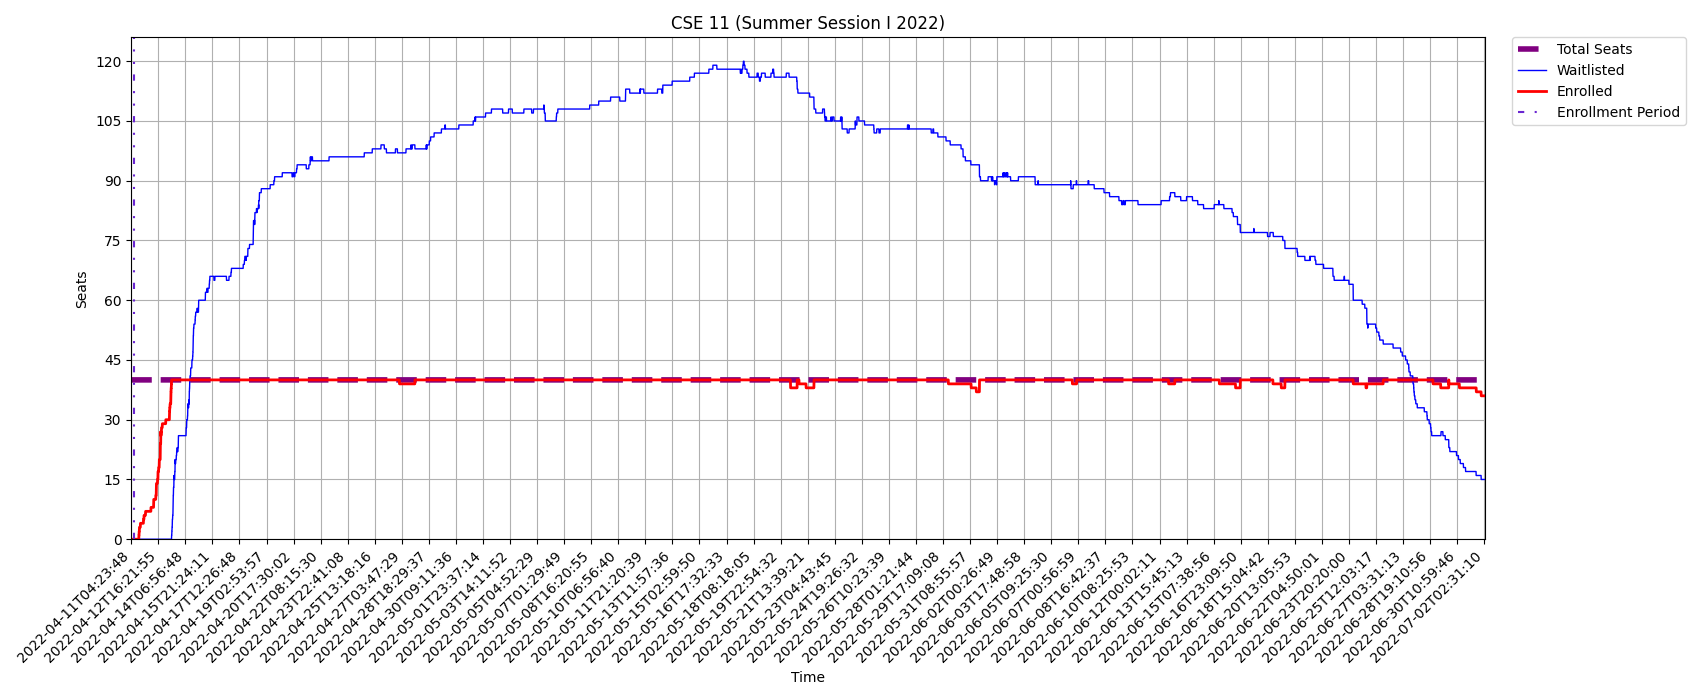 CSE 11 (Summer Session I 2022)
Total Seats
Waitlisted
Enrolled
Enrollment Period
120
105
90
75
60
45
30
15
0
Seats
2022-04-11T04:23:48
2022-04-12T16:21:55
2022-04-14T06:56:48
2022-04-15T21:24:11
2022-04-17T12:26:48
2022-04-19T02:53:57
2022-04-20T17:30:02
2022-04-22T08:15:30
2022-04-23T22:41:08
2022-04-25T13:18:16
2022-04-27T03:47:29
2022-04-28T18:29:37
2022-04-30T09:11:36
2022-05-01T23:37:14
2022-05-03T14:11:52
2022-05-05T04:52:29
2022-05-07T01:29:49
2022-05-08T16:20:55
2022-05-10T06:56:40
2022-05-11T21:20:39
2022-05-13T11:57:36
2022-05-15T02:59:50
2022-05-16T17:32:33
2022-05-18T08:18:05
2022-05-19T22:54:32
2022-05-21T13:39:21
2022-05-23T04:43:45
2022-05-24T19:26:32
2022-05-26T10:23:39
2022-05-28T01:21:44
2022-05-29T17:09:08
2022-05-31T08:55:57
2022-06-02T00:26:49
2022-06-03T17:48:58
2022-06-05T09:25:30
2022-06-07T00:56:59
2022-06-08T16:42:37
2022-06-10T08:25:53
2022-06-12T00:02:11
2022-06-13T15:45:13
2022-06-15T07:38:56
2022-06-16T23:09:50
2022-06-18T15:04:42
2022-06-20T13:05:53
2022-06-22T04:50:01
2022-06-23T20:20:00
2022-06-25T12:03:17
2022-06-27T03:31:13
2022-06-28T19:10:56
2022-06-30T10:59:46
2022-07-02T02:31:10
Time